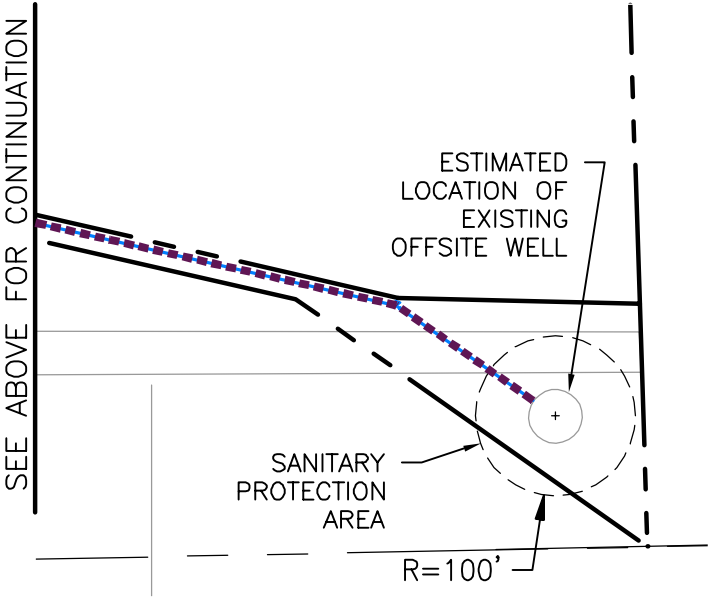 SEE ABOVE FOR CONTINUATION
ESTIMATED
LOCATION OF
EXISTING
OFFSITE WELL
SANITARY
PROTECTION
AREA
R=100'